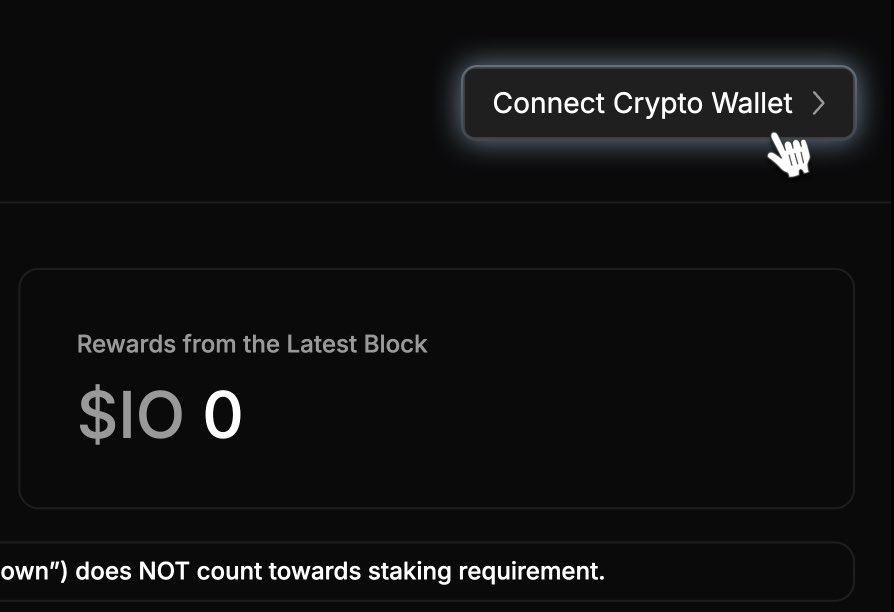 Connect Crypto Wallet
Rewards from the Latest Block
$IO 0
own”) does NOT count towards staking requirement.